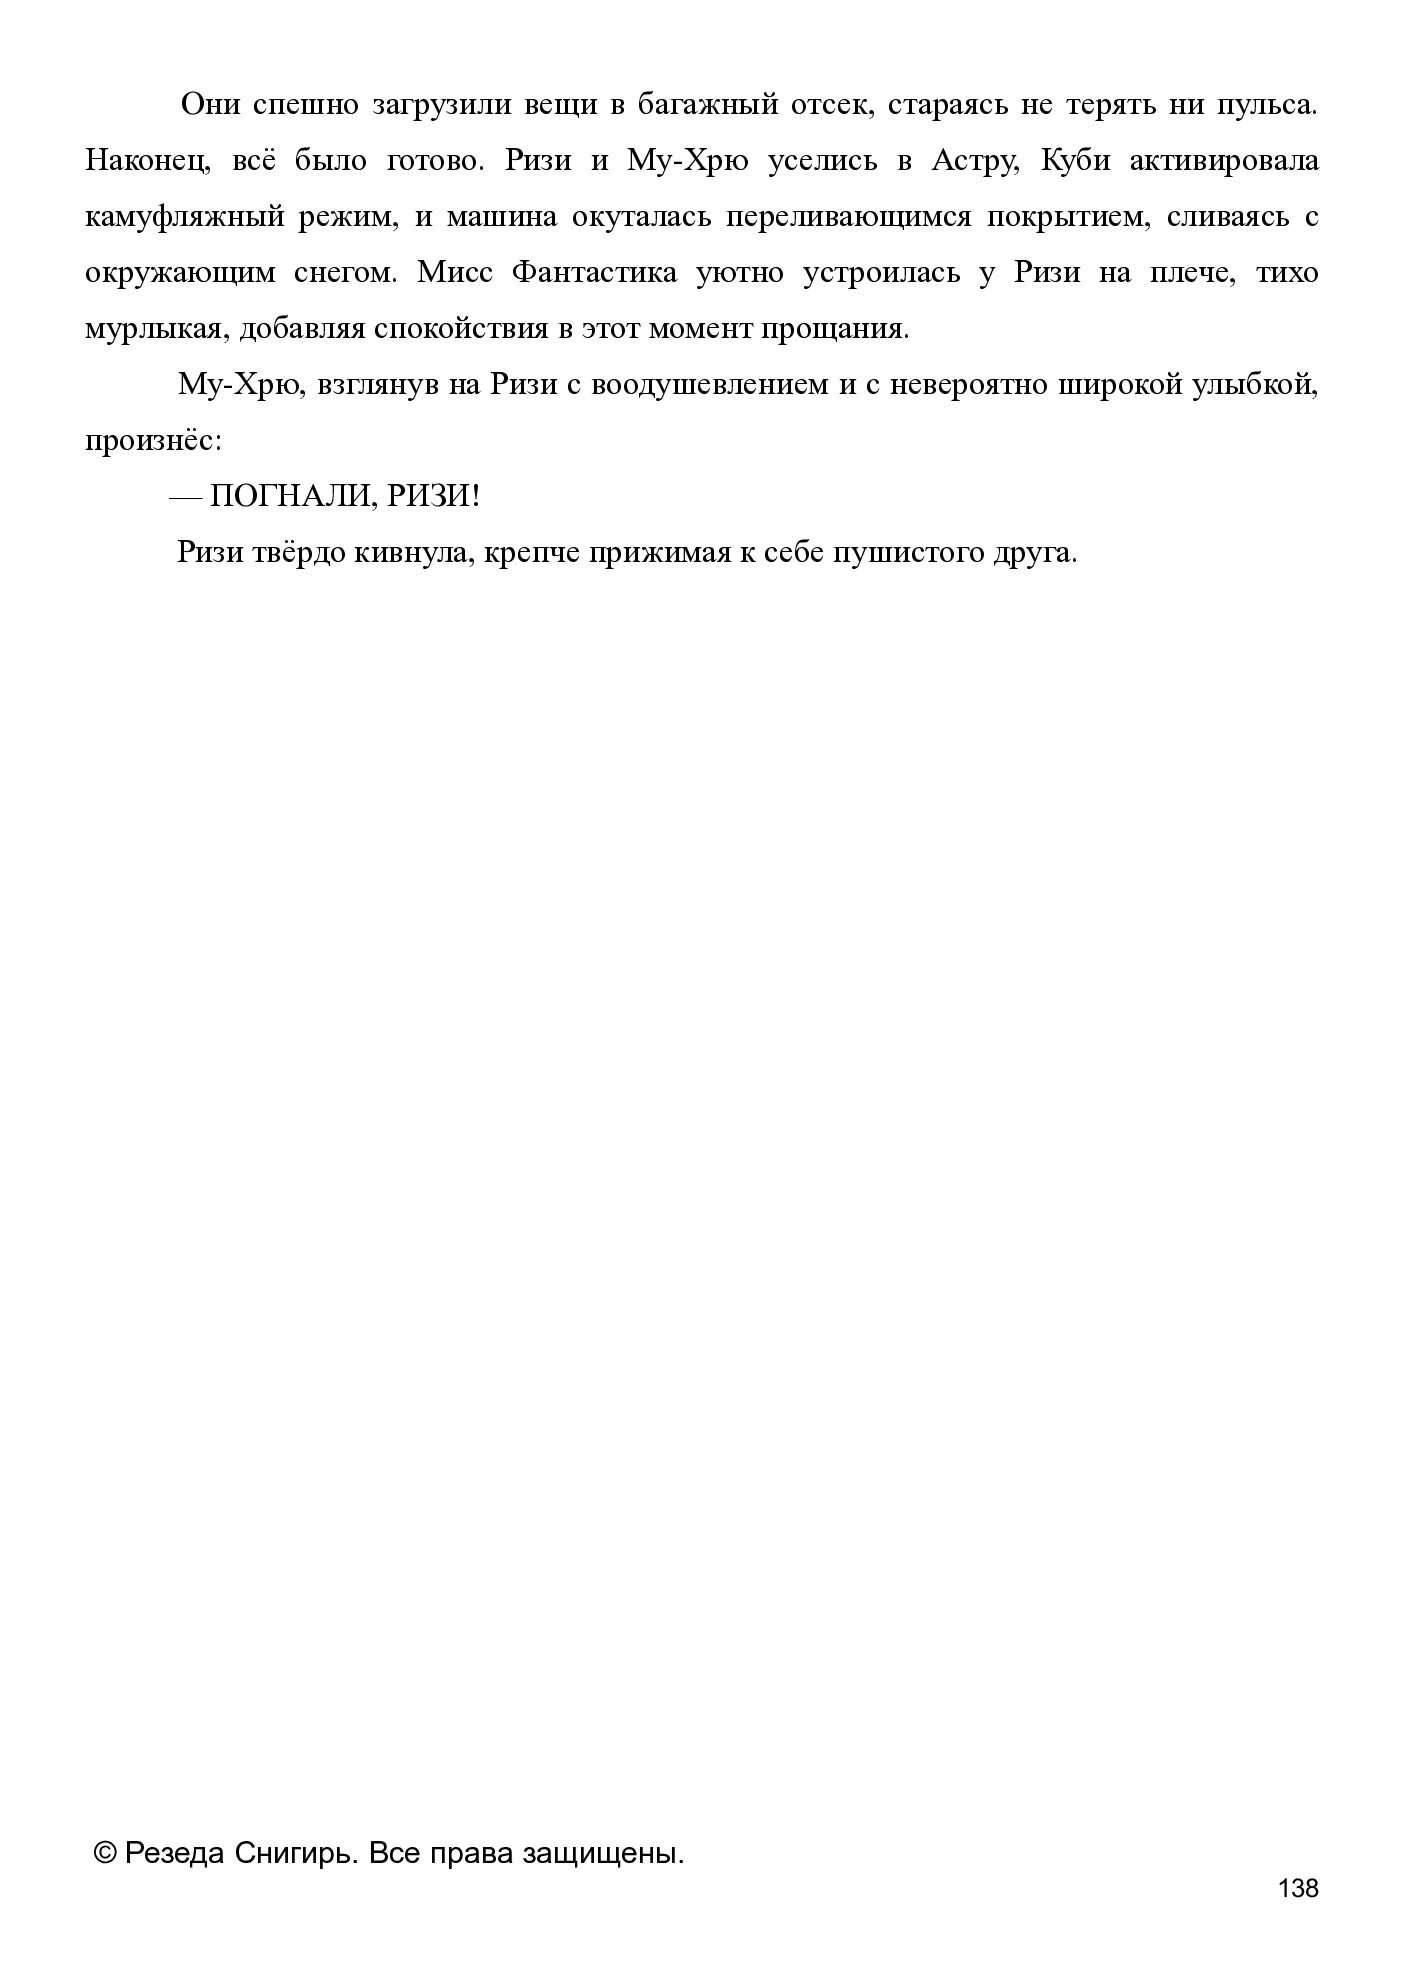 Они спешно загрузили вещи в багажный отсек, стараясь не терять ни пульса.
Наконец, всё было готово. Ризи и Му-Хрю уселись в Астру, Куби активировала
камуфляжный режим, и машина окуталась переливающимся покрытием, сливаясь с
окружающим снегом. Мисс Фантастика уютно устроилась у Ризи на плече, тихо
мурлыкая, добавляя спокойствия в этот момент прощания.
Му-Хрю, взглянув на Ризи с воодушевлением и с невероятно широкой улыбкой,
произнёс:
— ПОГНАЛИ, РИЗИ!
Ризи твёрдо кивнула, крепче прижимая к себе пушистого друга.
© Резеда Снигирь. Все права защищены.
138